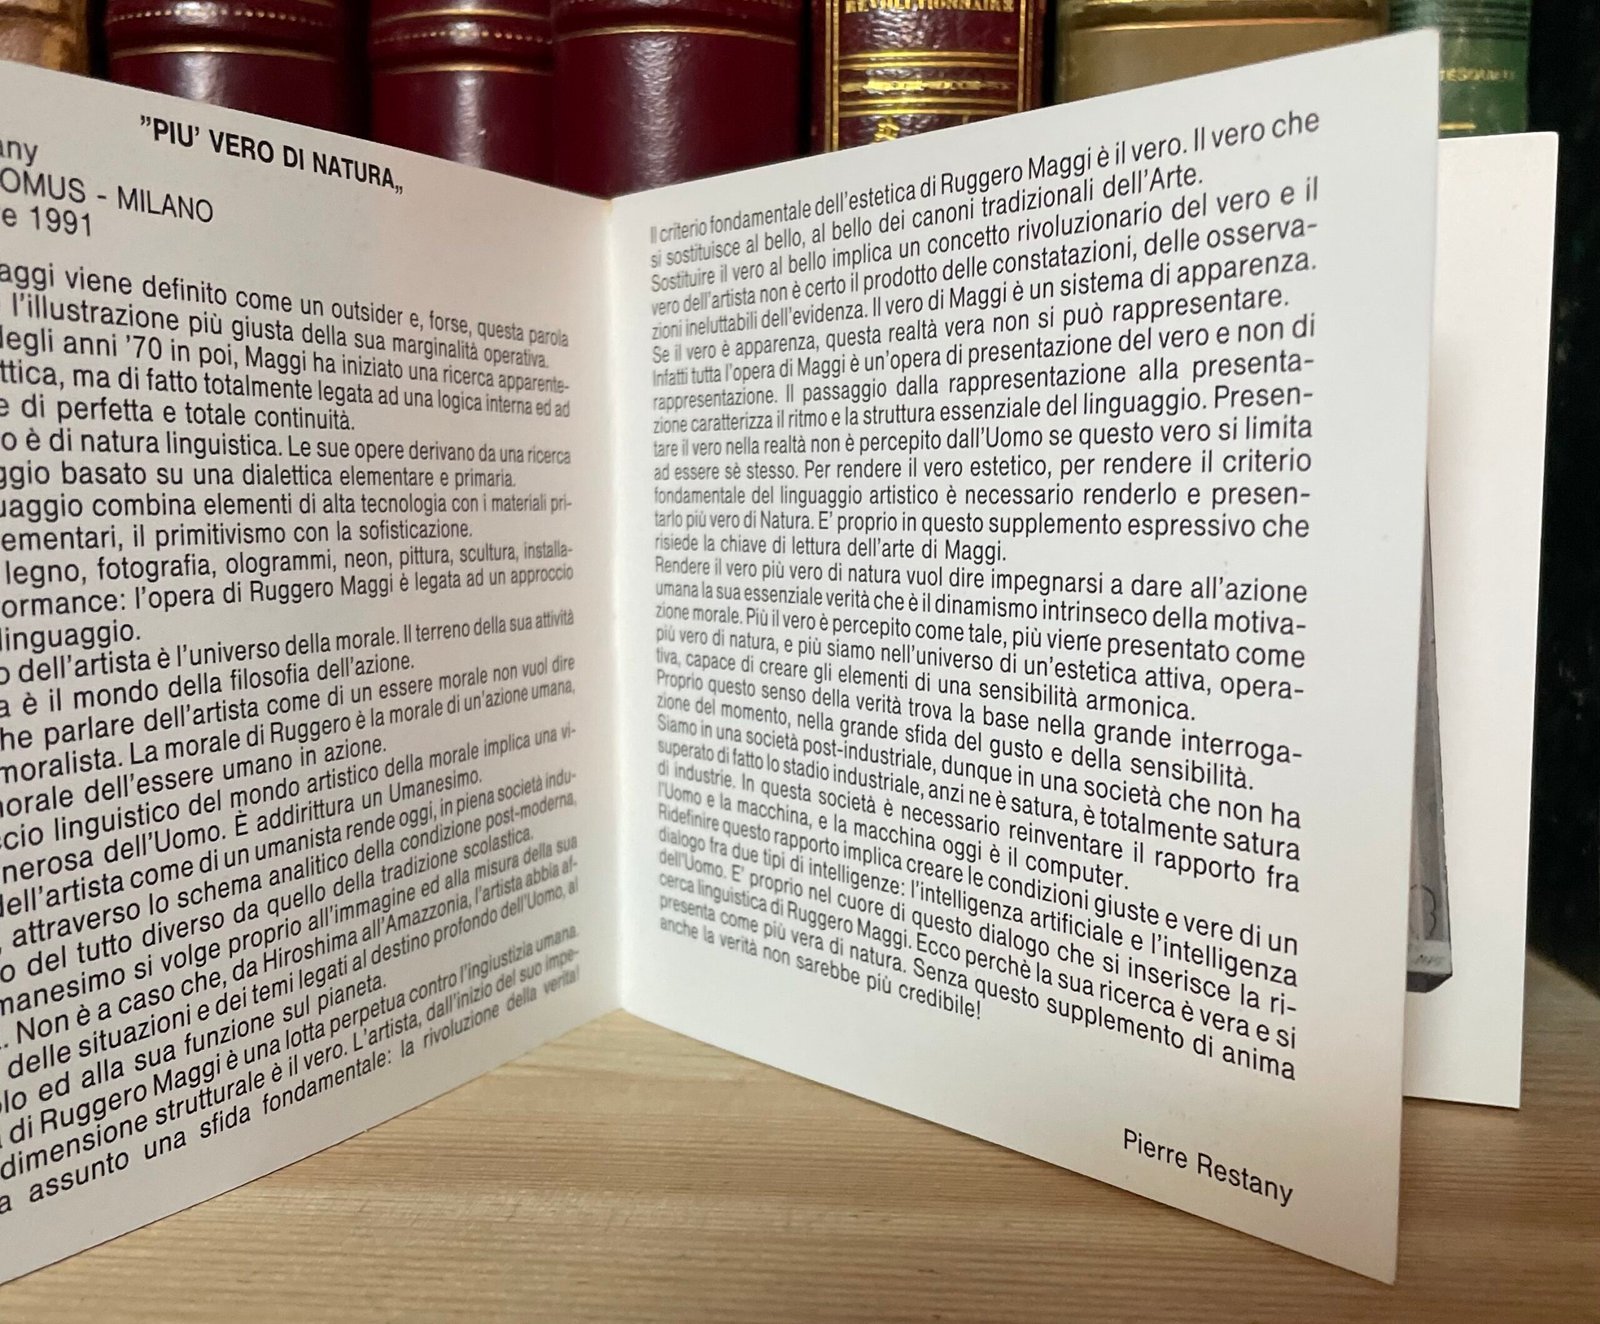 REVOLUTIONNAIRE
"PIU' VERO DI NATURA„
OMUS - MILANO
e 1991
aggi viene definito come un outsider e, forse, questa parola
l'illustrazione più giusta della sua marginalità operativa.
degli anni '70 in poi, Maggi ha iniziato una ricerca apparente-
ttica, ma di fatto totalmente legata ad una logica interna ed ad
e di perfetta e totale continuità.
o è di natura linguistica. Le sue opere derivano da una ricerca
ggio basato su una dialettica elementare e primaria.
uaggio combina elementi di alta tecnologia con i materiali pri-
ementari, il primitivismo con la sofisticazione.
legno, fotografia, ologrammi, neon, pittura, scultura, installa-
ormance: l'opera di Ruggero Maggi è legata ad un approccio
linguaggio.
o dell'artista è l'universo della morale. Il terreno della sua attività
a è il mondo della filosofia dell'azione.
he parlare dell'artista come di un essere morale non vuol dire
moralista. La morale di Ruggero è la morale di un'azione umana,
orale dell'essere umano in azione.
ccio linguistico del mondo artistico della morale implica una vi-
nerosa dell'Uomo. È addirittura un Umanesimo.
dell'artista come di un umanista rende oggi, in piena società indu-
, attraverso lo schema analitico della condizione post-moderna,
o del tutto diverso da quello della tradizione scolastica.
manesimo si volge proprio all'immagine ed alla misura della sua
. Non è a caso che, da Hiroshima all'Amazzonia, l'artista abbia af-
delle situazioni e dei temi legati al destino profondo dell'Uomo, al
lo ed alla sua funzione sul pianeta.
di Ruggero Maggi è una lotta perpetua contro l'ingiustizia umana.
dimensione strutturale è il vero. L'artista, dall'inizio del suo impe-
a assunto una sfida fondamentale: la rivoluzione della verità!
Il criterio fondamentale dell'estetica di Ruggero Maggi è il vero. Il vero che
si sostituisce al bello, al bello dei canoni tradizionali dell'Arte.
Sostituire il vero al bello implica un concetto rivoluzionario del vero e il
vero dell'artista non è certo il prodotto delle constatazioni, delle osserva-
zioni ineluttabili dell'evidenza. Il vero di Maggi è un sistema di apparenza.
Se il vero è apparenza, questa realtà vera non si può rappresentare.
Infatti tutta l'opera di Maggi è un'opera di presentazione del vero e non di
rappresentazione. Il passaggio dalla rappresentazione alla presenta-
zione caratterizza il ritmo e la struttura essenziale del linguaggio. Presen-
tare il vero nella realtà non è percepito dall'Uomo se questo vero si limita
ad essere sè stesso. Per rendere il vero estetico, per rendere il criterio
fondamentale del linguaggio artistico è necessario renderlo e presen-
tarlo più vero di Natura. E' proprio in questo supplemento espressivo che
risiede la chiave di lettura dell'arte di Maggi.
Rendere il vero più vero di natura vuol dire impegnarsi a dare all'azione
umana la sua essenziale verità che è il dinamismo intrinseco della motiva-
zione morale. Più il vero è percepito come tale, più viene presentato come
più vero di natura, e più siamo nell'universo di un'estetica attiva, opera-
tiva, capace di creare gli elementi di una sensibilità armonica.
Proprio questo senso della verità trova la base nella grande interroga-
zione del momento, nella grande sfida del gusto e della sensibilità.
Siamo in una società post-industriale, dunque in una società che non ha
superato di fatto lo stadio industriale, anzi ne è satura, è totalmente satura
di industrie. In questa società è necessario reinventare il rapporto fra
l'Uomo e la macchina, e la macchina oggi è il computer.
Ridefinire questo rapporto implica creare le condizioni giuste e vere di un
dialogo fra due tipi di intelligenze: l'intelligenza artificiale e l'intelligenza
dell'Uomo. E' proprio nel cuore di questo dialogo che si inserisce la ri-
cerca linguistica di Ruggero Maggi. Ecco perchè la sua ricerca è vera e si
presenta come più vera di natura. Senza questo supplemento di anima
anche la verità non sarebbe più credibile!
Pierre Restany